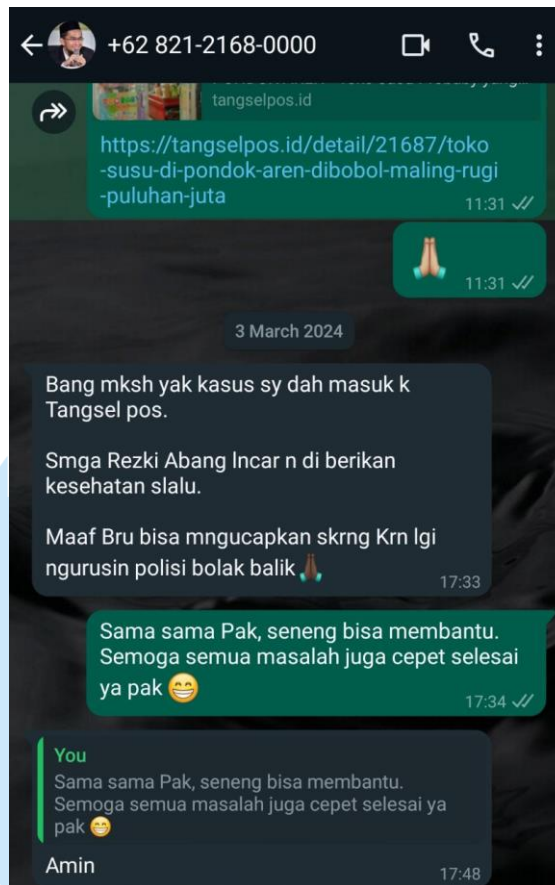 +62 821-2168-0000
tangselpos.id
https://tangselpos.id/detail/21687/toko
-susu-di-pondok-aren-dibobol-maling-rugi
-puluhan-juta
11:31
🙏🏼
11:31
3 March 2024
Bang mksh yak kasus sy dah masuk k
Tangsel pos.
Smga Rezki Abang lncar n di berikan
kesehatan slalu.
Maaf Bru bisa mngucapkan skrng Krn lgi
ngurusin polisi bolak balik 🙏🏾
17:33
Sama sama Pak, seneng bisa membantu.
Semoga semua masalah juga cepet selesai
ya pak 😁
17:34
You
Sama sama Pak, seneng bisa membantu.
Semoga semua masalah juga cepet selesai ya
pak 😁
Amin
17:48